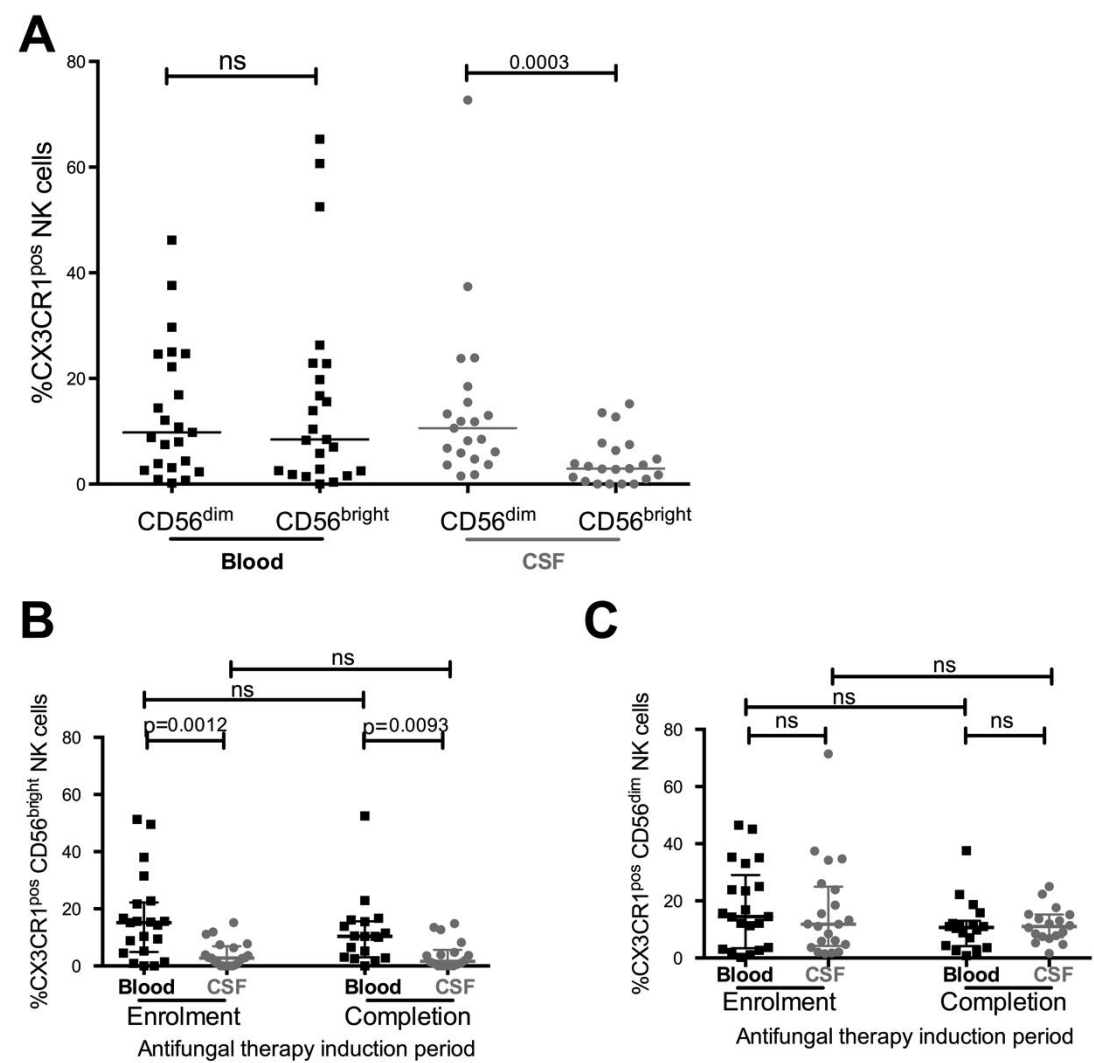 A
80
ns
0.0003
60
40
20
0
%CX3CR1pos NK cells
CD56dim CD56bright CD56dim CD56bright
Blood CSF
B
ns
ns
p=0.0012 p=0.0093
80
60
40
20
0
%CX3CR1pos CD56bright NK cells
Blood CSF Blood CSF
Enrolment Completion
Antifungal therapy induction period
C
ns
ns
ns ns
80
60
40
20
0
%CX3CR1pos CD56dim NK cells
Blood CSF Blood CSF
Enrolment Completion
Antifungal therapy induction period